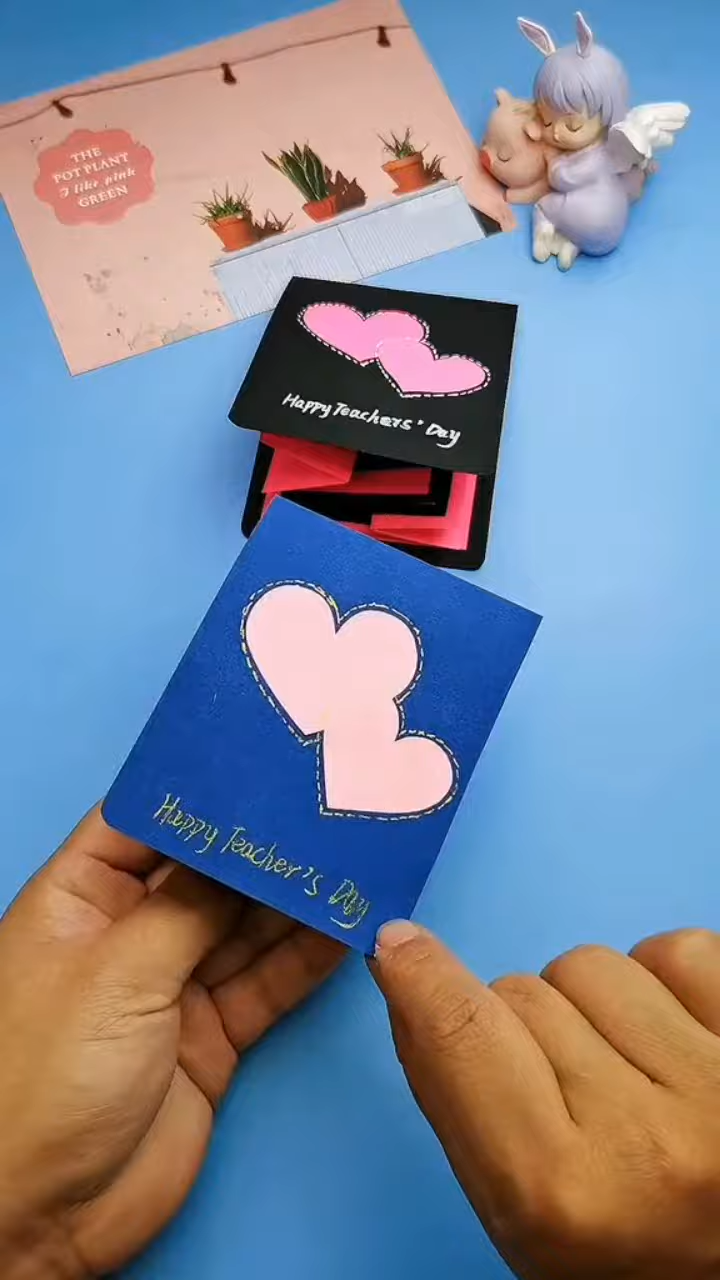 THE
POT PLANT
I like pink
GREEN
Happy Teachers' Day
Happy Teacher's Day